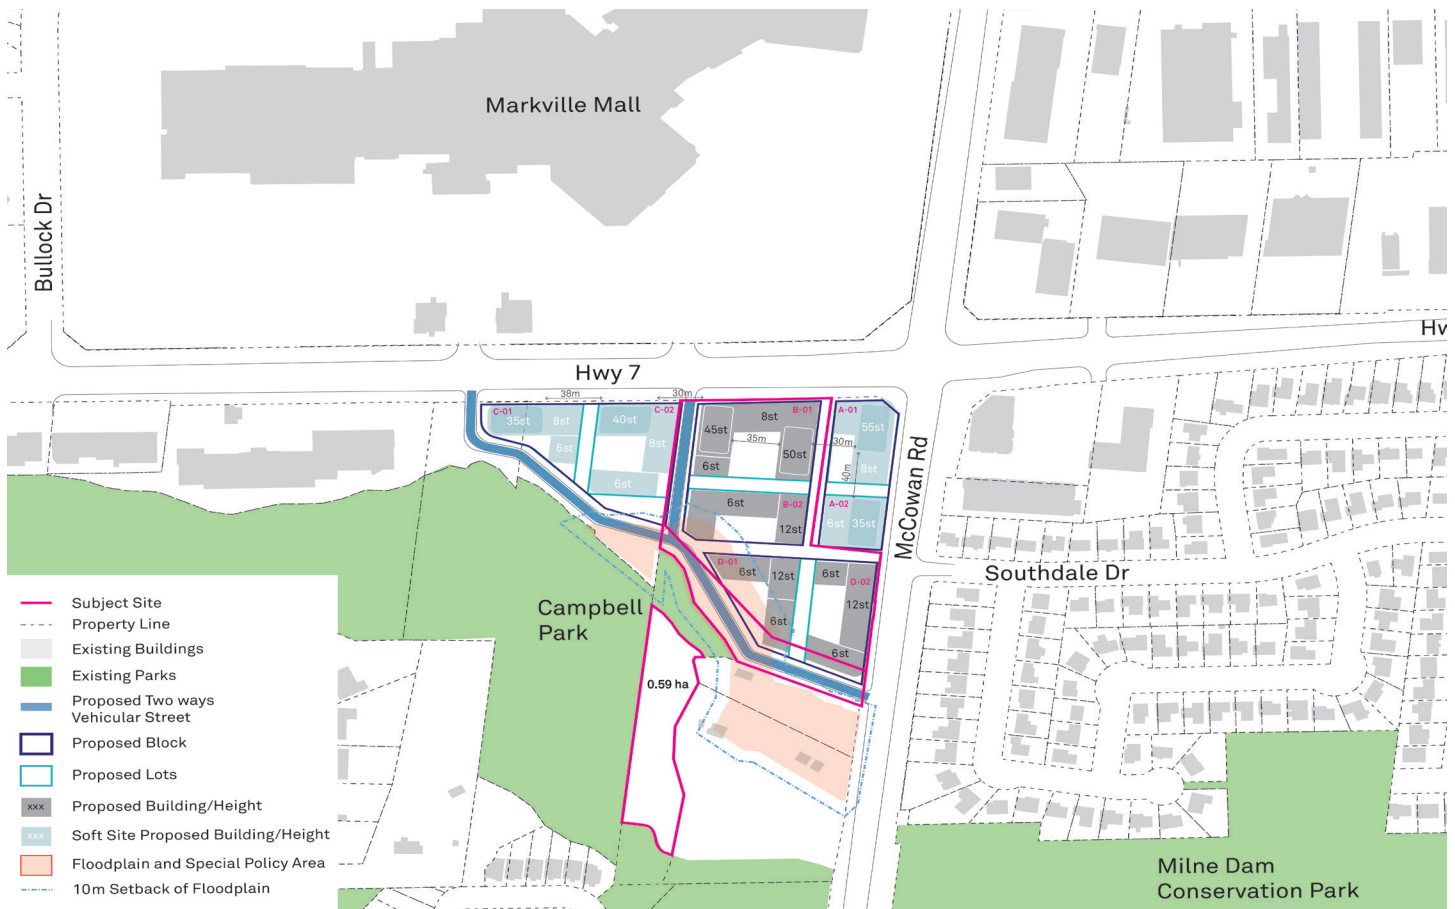 Markville Mall
Bullock Dr
Hw
Hwy 7
38m
30m
C-01
35st
8st
6st
40st
C-02
8st
6st
45st
8st
B-01
35m
50st
6st
A-01
55st
30m
40m
8st
6st
B-02
12st
A-02
6st
35st
McCowan Rd
D-01
6st
12st
6st
6st
D-02
12st
6st
Southdale Dr
Campbell
Park
0.59 ha
Subject Site
Property Line
Existing Buildings
Existing Parks
Proposed Two ways
Vehicular Street
Proposed Block
Proposed Lots
xxx
Proposed Building/Height
xxx
Soft Site Proposed Building/Height
Floodplain and Special Policy Area
10m Setback of Floodplain
Milne Dam
Conservation Park